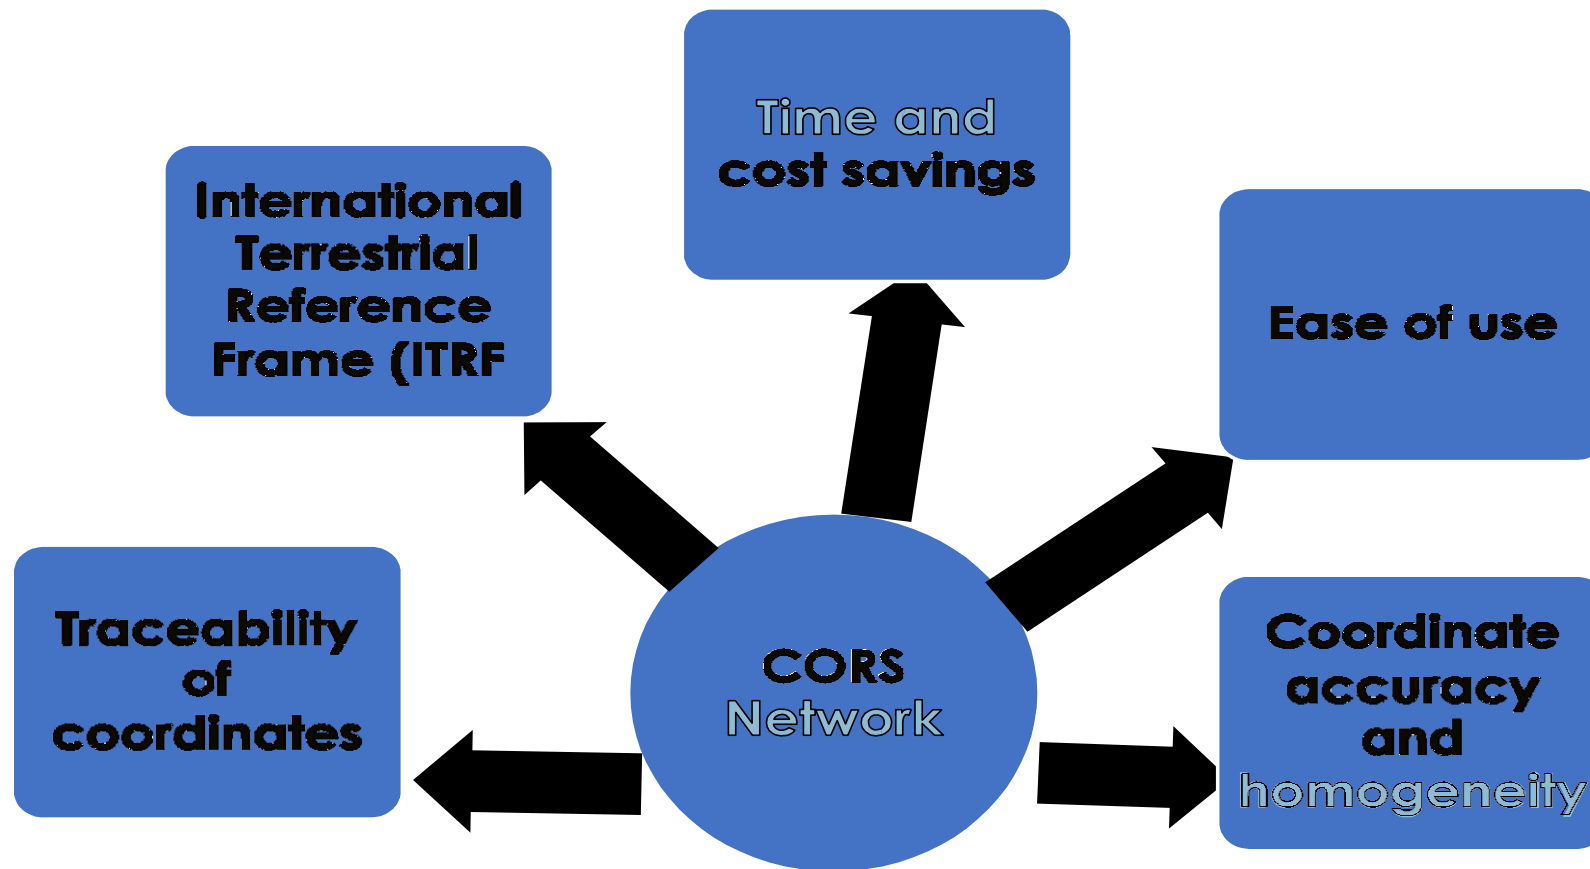 Time and
cost savings
International
Terrestrial
Reference
Frame (ITRF
Ease of use
Traceability
of
coordinates
CORS
Network
Coordinate
accuracy
and
homogeneity